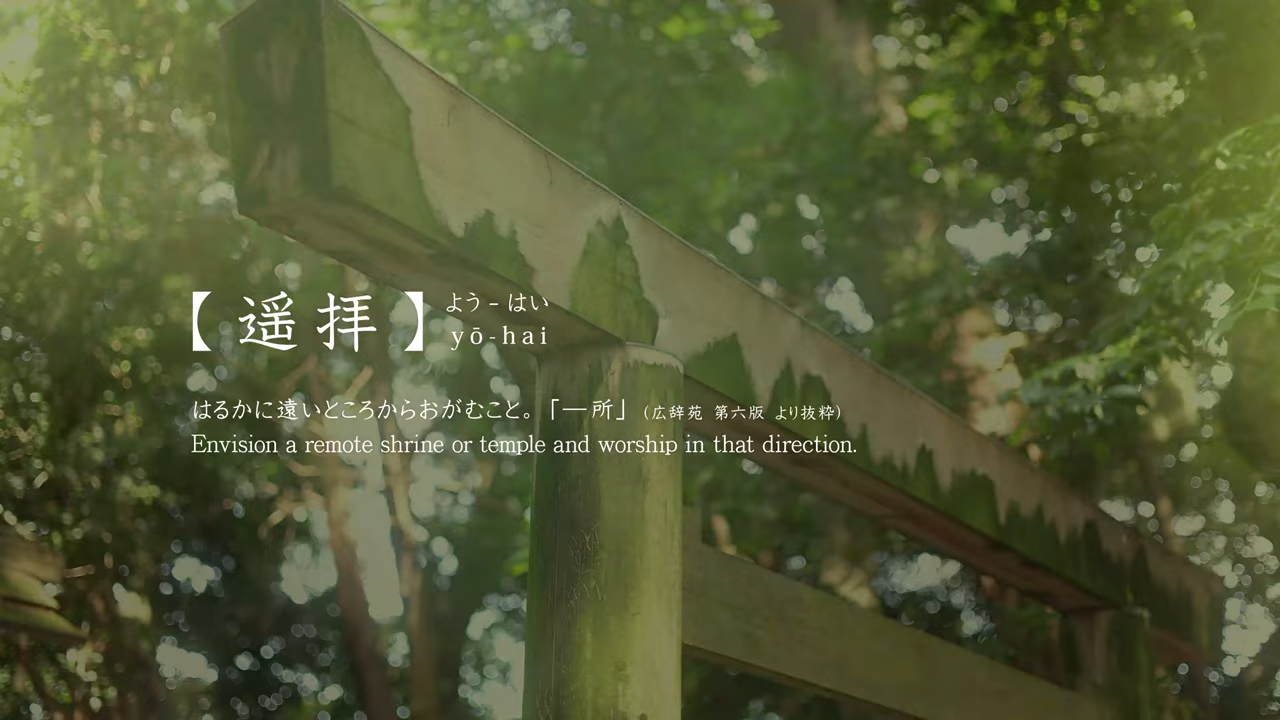 【遥拝】 よう-はい
yō-hai
はるかに遠いところからおがむこと。「―所」 (広辞苑 第六版 より抜粋)
Envision a remote shrine or temple and worship in that direction.